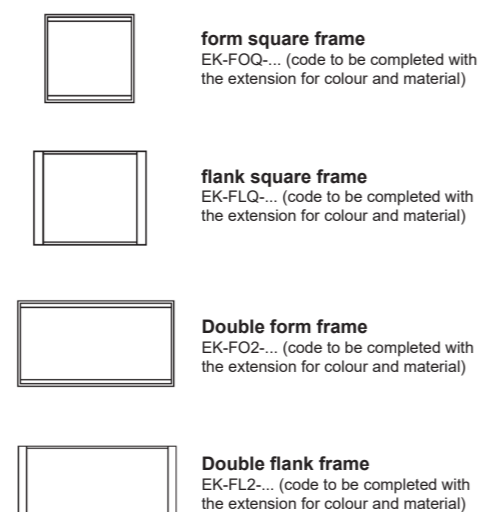 form square frame
EK-FOQ-... (code to be completed with
the extension for colour and material)
flank square frame
EK-FLQ-... (code to be completed with
the extension for colour and material)
Double form frame
EK-FO2-... (code to be completed with
the extension for colour and material)
Double flank frame
EK-FL2-... (code to be completed with
the extension for colour and material)